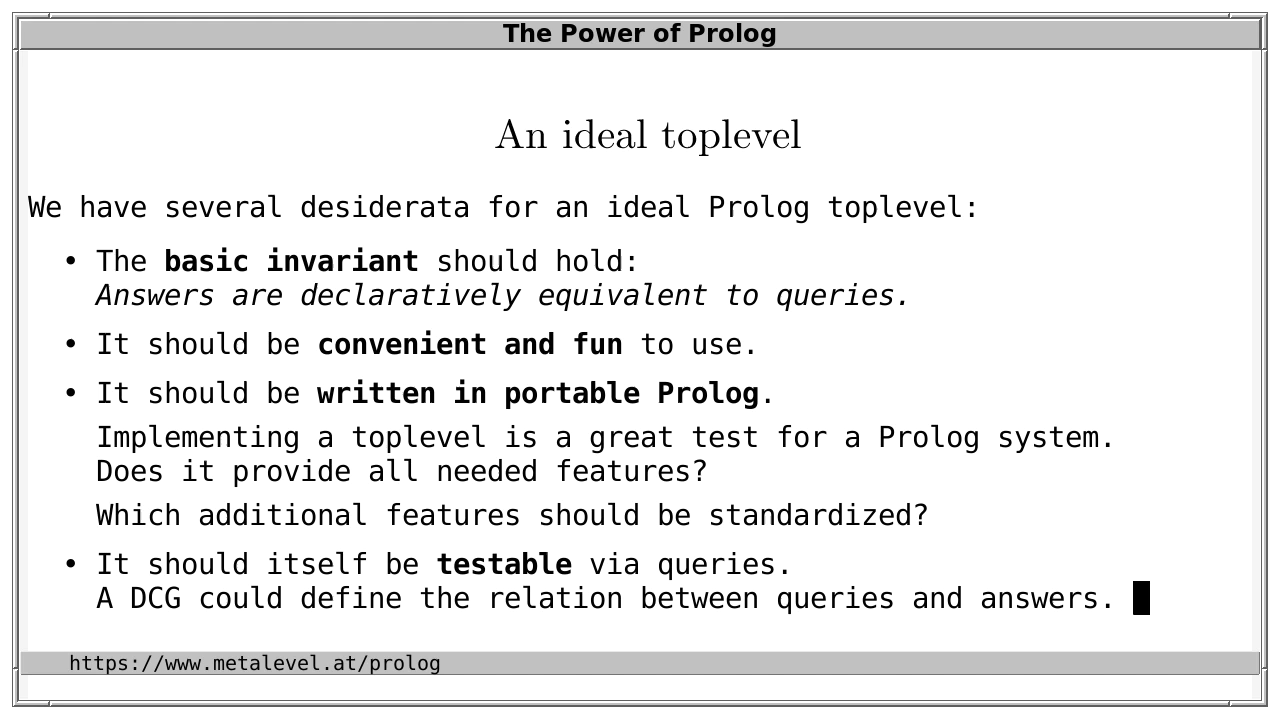 The Power of Prolog
An ideal toplevel
We have several desiderata for an ideal Prolog toplevel:
• The basic invariant should hold:
Answers are declaratively equivalent to queries.
• It should be convenient and fun to use.
• It should be written in portable Prolog.
Implementing a toplevel is a great test for a Prolog system.
Does it provide all needed features?
Which additional features should be standardized?
• It should itself be testable via queries.
A DCG could define the relation between queries and answers.
https://www.metalevel.at/prolog